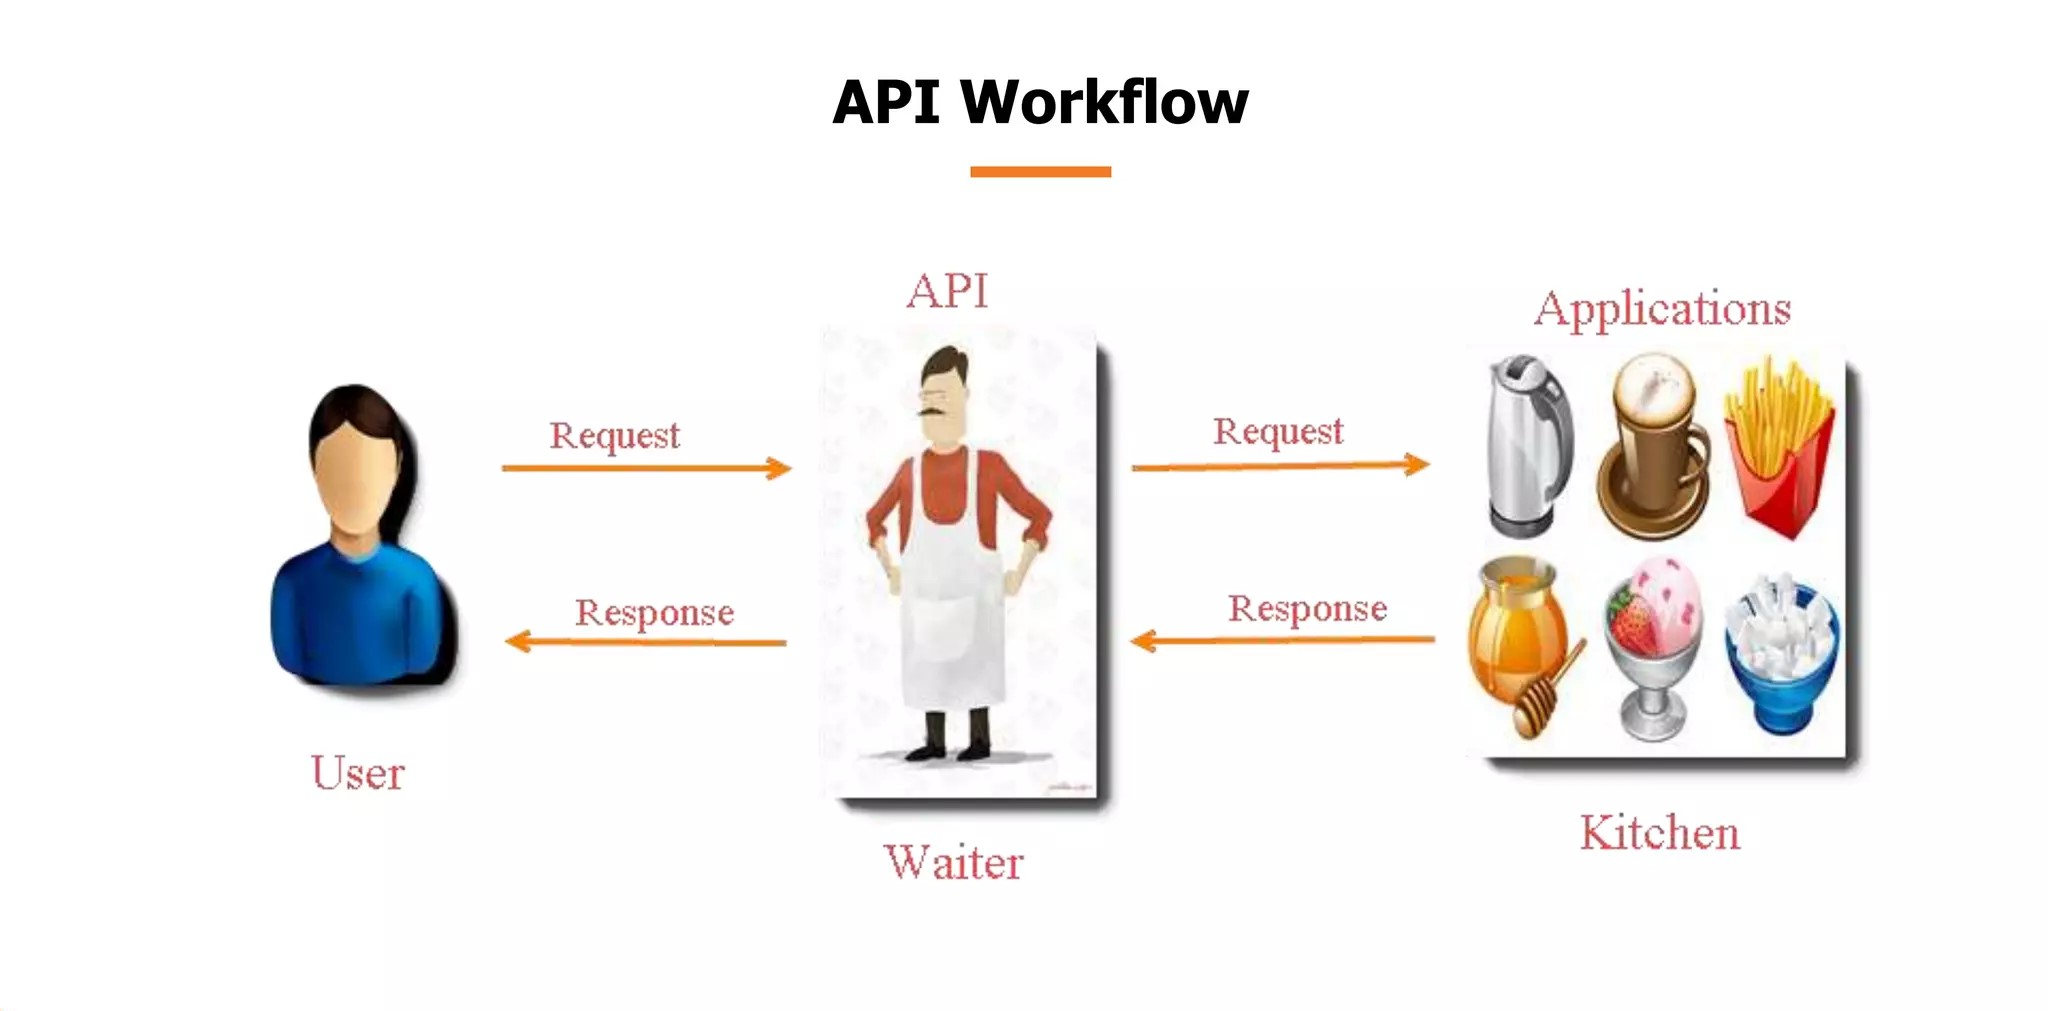 API Workflow
API
Applications
Request
Request
Response
Response
User
Waiter
Kitchen